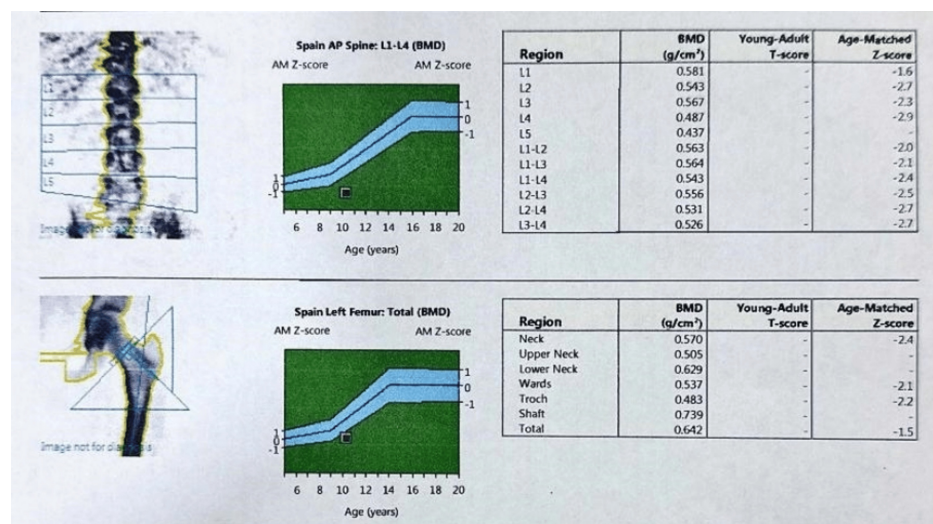 Spain AP Spine: L1-L4 (BMD)
AM Z-score AM Z-score
1
0
-1
1
0
-1
6 8 10 12 14 16 18 20
Age (years)
L1
L2
L3
L4
L5
BMD Young-Adult Age-Matched
Region (g/cm²) T-score Z-score
L1 0.581 - -1.6
L2 0.543 - -2.7
L3 0.567 - -2.3
L4 0.487 - -2.9
L5 0.437 - -
L1-L2 0.563 - -2.0
L1-L3 0.564 - -2.1
L1-L4 0.543 - -2.4
L2-L3 0.556 - -2.5
L2-L4 0.531 - -2.7
L3-L4 0.526 - -2.7
Spain Left Femur: Total (BMD)
AM Z-score AM Z-score
1
0
-1
1
0
-1
6 8 10 12 14 16 18 20
Age (years)
Image not for
BMD Young-Adult Age-Matched
Region (g/cm²) T-score Z-score
Neck 0.570 - -2.4
Upper Neck 0.505 - -
Lower Neck 0.629 - -
Wards 0.537 - -2.1
Troch 0.483 - -2.2
Shaft 0.739 - -
Total 0.642 - -1.5